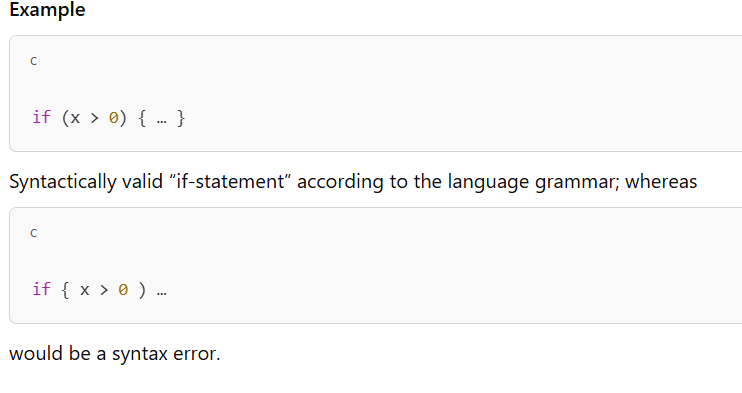 Example
c
if (x > 0) { … }
Syntactically valid “if-statement” according to the language grammar; whereas
c
if { x > 0 ) …
would be a syntax error.